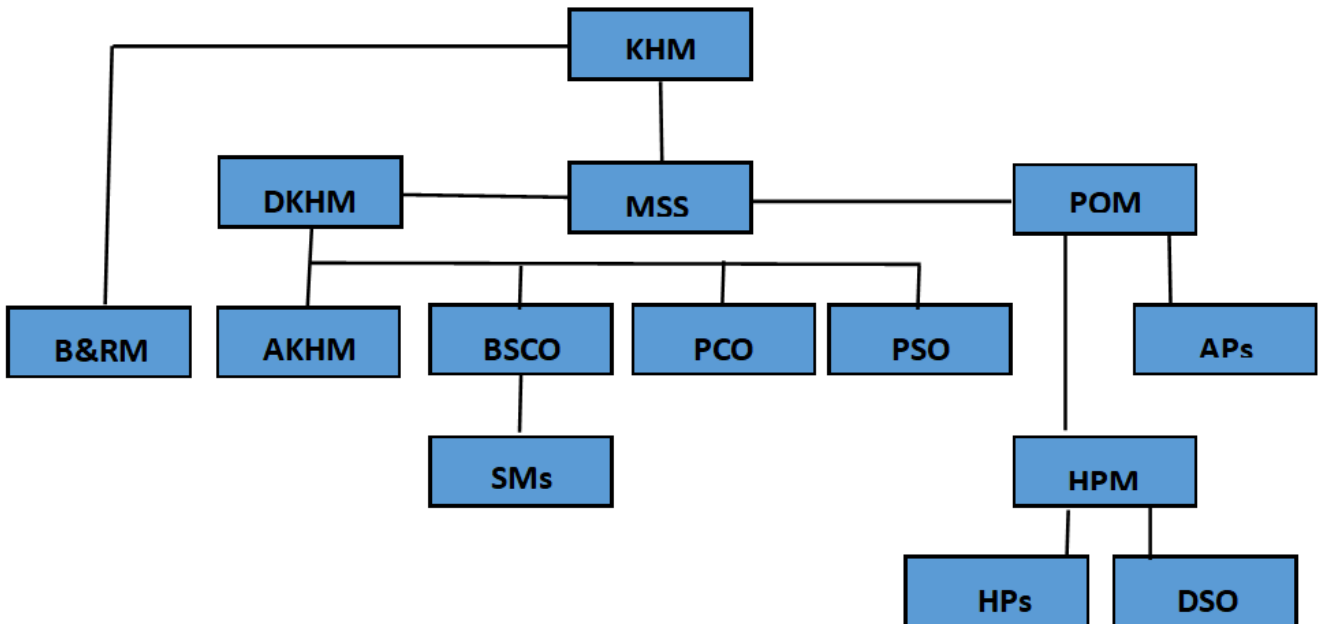 KHM
DKHM
MSS
POM
B&RM
AKHM
BSCO
PCO
PSO
APs
SMs
HPM
HPs
DSO